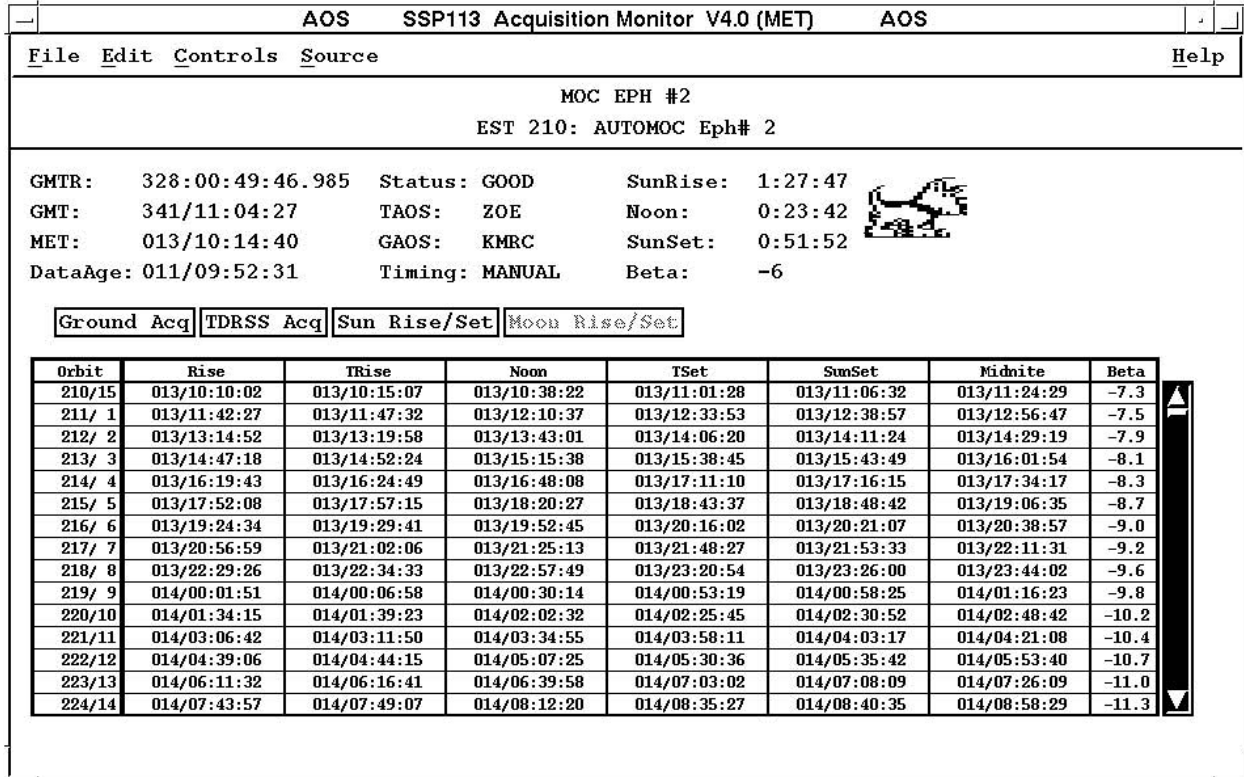 AOS SSP113 Acquisition Monitor V4.0 (MET) AOS
File Edit Controls Source Help
MOC EPH #2
EST 210: AUTOMOC Eph# 2
GMTR: 328:00:49:46.985 Status: GOOD SunRise: 1:27:47
GMT: 341/11:04:27 TAOS: ZOE Noon: 0:23:42
MET: 013/10:14:40 GAOS: KMRC SunSet: 0:51:52
DataAge: 011/09:52:31 Timing: MANUAL Beta: -6
Ground Acq TDRSS Acq Sun Rise/Set Moon Rise/Set
Orbit Rise TRise Noon TSet SunSet Midnite Beta
210/15 013/10:10:02 013/10:15:07 013/10:38:22 013/11:01:28 013/11:06:32 013/11:24:29 -7.3
211/ 1 013/11:42:27 013/11:47:32 013/12:10:37 013/12:33:53 013/12:38:57 013/12:56:47 -7.5
212/ 2 013/13:14:52 013/13:19:58 013/13:43:01 013/14:06:20 013/14:11:24 013/14:29:19 -7.9
213/ 3 013/14:47:18 013/14:52:24 013/15:15:38 013/15:38:45 013/15:43:49 013/16:01:54 -8.1
214/ 4 013/16:19:43 013/16:24:49 013/16:48:08 013/17:11:10 013/17:16:15 013/17:34:17 -8.3
215/ 5 013/17:52:08 013/17:57:15 013/18:20:27 013/18:43:37 013/18:48:42 013/19:06:35 -8.7
216/ 6 013/19:24:34 013/19:29:41 013/19:52:45 013/20:16:02 013/20:21:07 013/20:38:57 -9.0
217/ 7 013/20:56:59 013/21:02:06 013/21:25:13 013/21:48:27 013/21:53:33 013/22:11:31 -9.2
218/ 8 013/22:29:26 013/22:34:33 013/22:57:49 013/23:20:54 013/23:26:00 013/23:44:02 -9.6
219/ 9 014/00:01:51 014/00:06:58 014/00:30:14 014/00:53:19 014/00:58:25 014/01:16:23 -9.8
220/10 014/01:34:15 014/01:39:23 014/02:02:32 014/02:25:45 014/02:30:52 014/02:48:42 -10.2
221/11 014/03:06:42 014/03:11:50 014/03:34:55 014/03:58:11 014/04:03:17 014/04:21:08 -10.4
222/12 014/04:39:06 014/04:44:15 014/05:07:25 014/05:30:36 014/05:35:42 014/05:53:40 -10.7
223/13 014/06:11:32 014/06:16:41 014/06:39:58 014/07:03:02 014/07:08:09 014/07:26:09 -11.0
224/14 014/07:43:57 014/07:49:07 014/08:12:20 014/08:35:27 014/08:40:35 014/08:58:29 -11.3